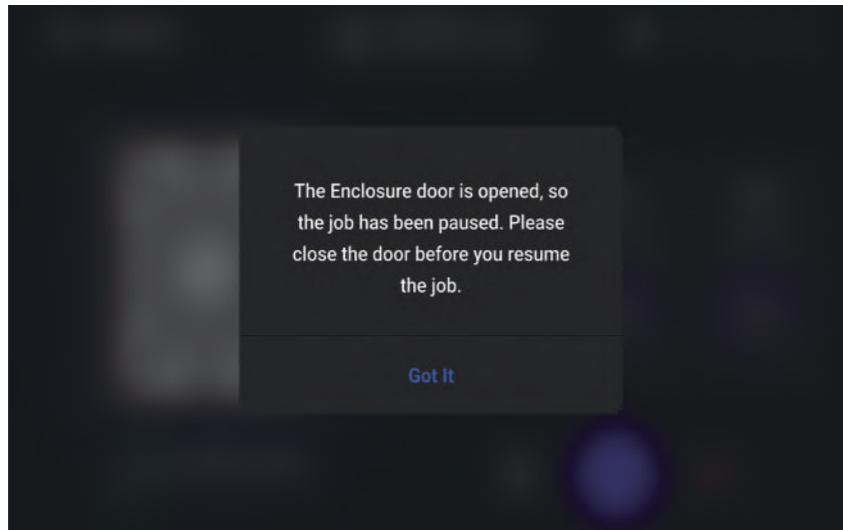 The Enclosure door is opened, so
the job has been paused. Please
close the door before you resume
the job.
Got It